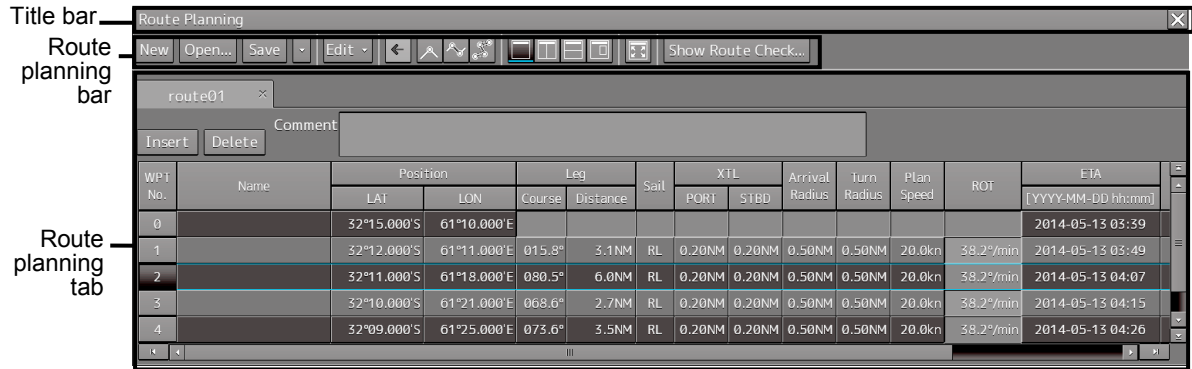 Title bar
Route Planning
Route planning bar
New Open... Save Edit Show Route Check...
Route planning tab
route01
Insert Delete Comment
WPT No. Name Position Leg Sail XTL Arrival Radius Turn Radius Plan Speed ROT ETA
LAT LON Course Distance PORT STBD [YYYY-MM-DD hh:mm]
0 32°15.000'S 61°10.000'E 2014-05-13 03:39
1 32°12.000'S 61°11.000'E 015.8° 3.1NM RL 0.20NM 0.20NM 0.50NM 0.50NM 20.0kn 38.2°/min 2014-05-13 03:49
2 32°11.000'S 61°18.000'E 080.5° 6.0NM RL 0.20NM 0.20NM 0.50NM 0.50NM 20.0kn 38.2°/min 2014-05-13 04:07
3 32°10.000'S 61°21.000'E 068.6° 2.7NM RL 0.20NM 0.20NM 0.50NM 0.50NM 20.0kn 38.2°/min 2014-05-13 04:15
4 32°09.000'S 61°25.000'E 073.6° 3.5NM RL 0.20NM 0.20NM 0.50NM 0.50NM 20.0kn 38.2°/min 2014-05-13 04:26